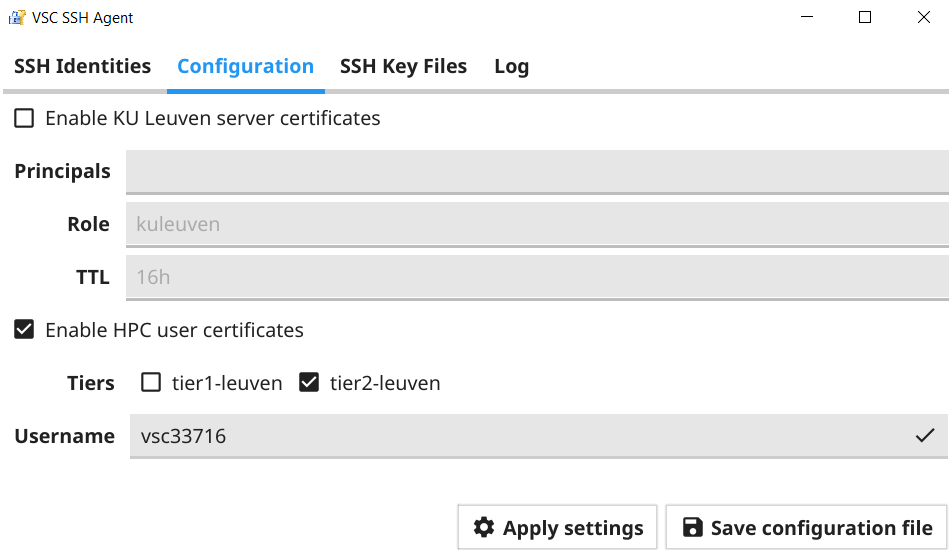 VSC SSH Agent
SSH Identities Configuration SSH Key Files Log
Enable KU Leuven server certificates
Principals
Role kuleuven
TTL 16h
Enable HPC user certificates
Tiers tier1-leuven tier2-leuven
Username vsc33716
Apply settings Save configuration file